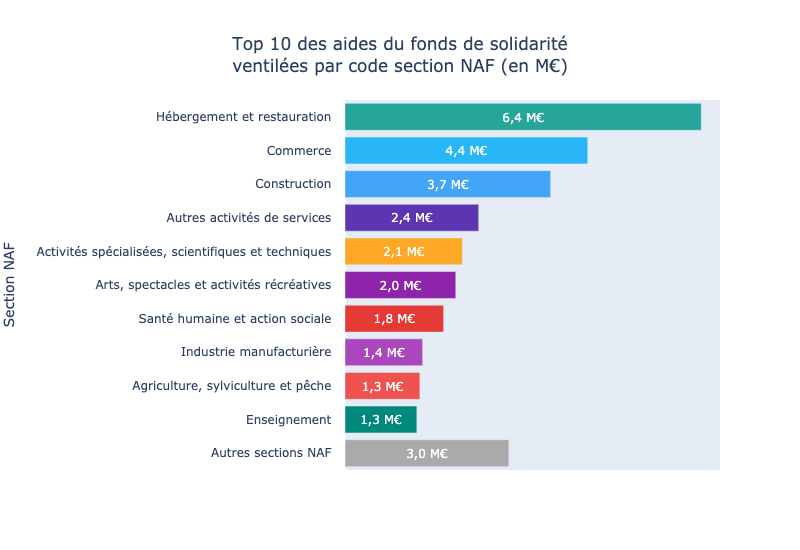 Top 10 des aides du fonds de solidarité
ventilées par code section NAF (en M€)
Section NAF
Hébergement et restauration 6,4 M€
Commerce 4,4 M€
Construction 3,7 M€
Autres activités de services 2,4 M€
Activités spécialisées, scientifiques et techniques 2,1 M€
Arts, spectacles et activités récréatives 2,0 M€
Santé humaine et action sociale 1,8 M€
Industrie manufacturière 1,4 M€
Agriculture, sylviculture et pêche 1,3 M€
Enseignement 1,3 M€
Autres sections NAF 3,0 M€